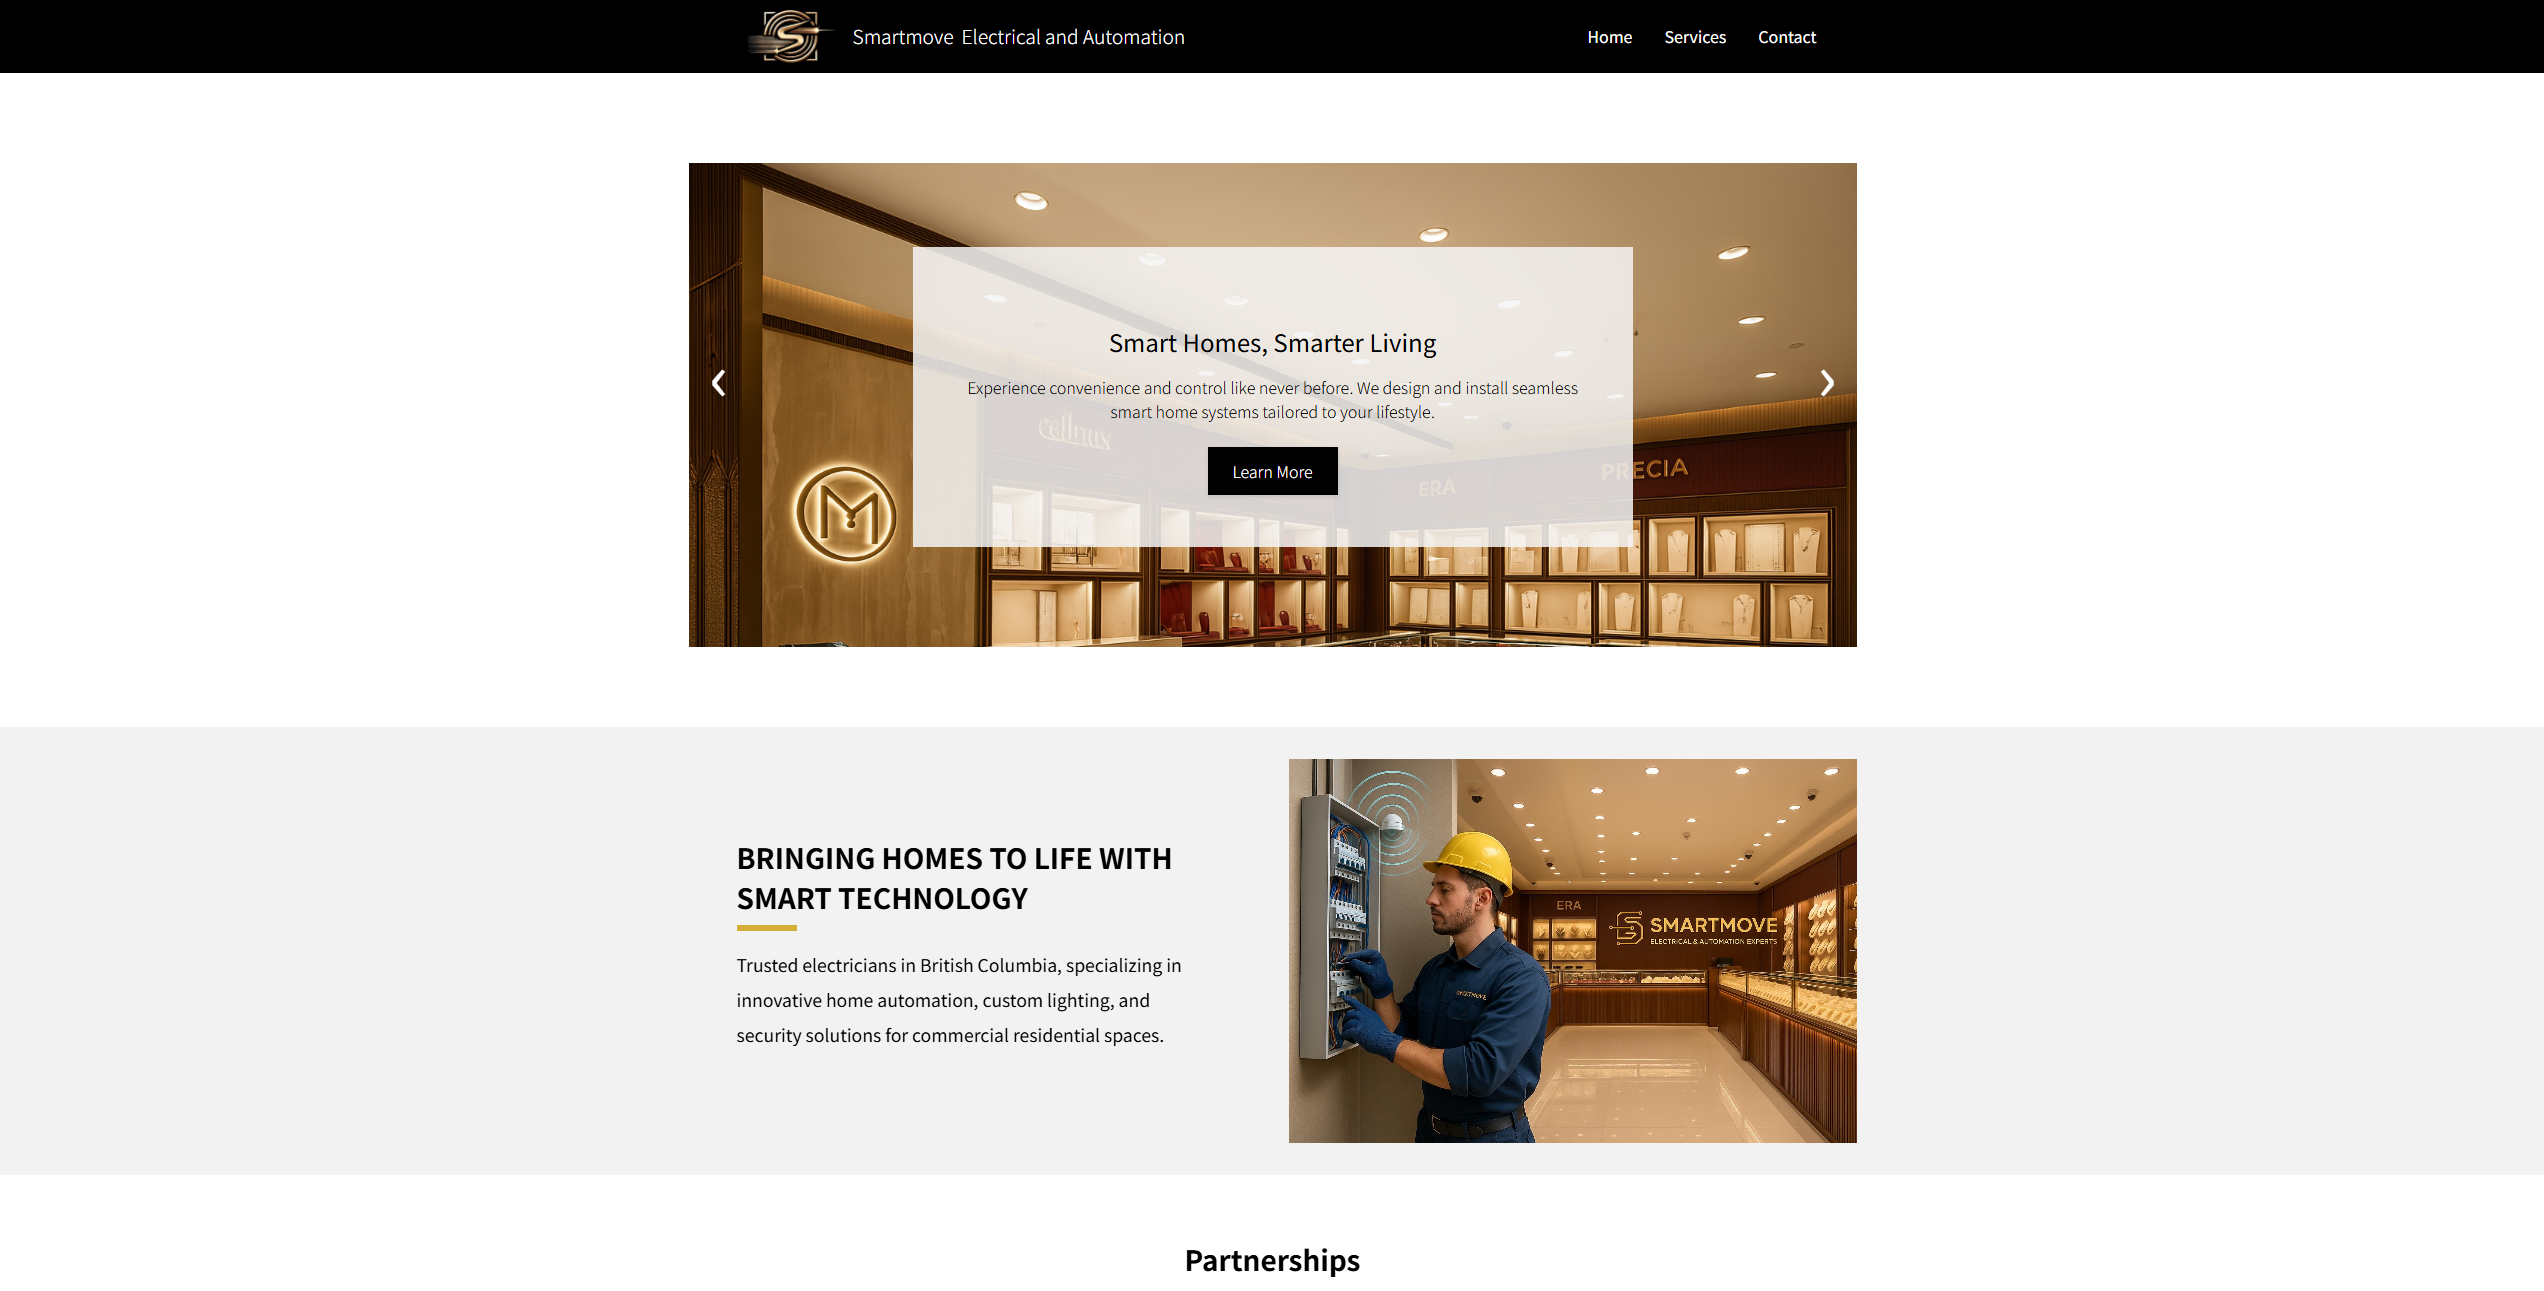 Smartmove Electrical and Automation
Home Services Contact
Smart Homes, Smarter Living
Experience convenience and control like never before. We design and install seamless
smart home systems tailored to your lifestyle.
Learn More
cellnux
ERA
PRECIA
M
BRINGING HOMES TO LIFE WITH
SMART TECHNOLOGY
Trusted electricians in British Columbia, specializing in
innovative home automation, custom lighting, and
security solutions for commercial residential spaces.
ERA
SMARTMOVE
ELECTRICAL & AUTOMATION EXPERTS
SMARTMOVE
Partnerships